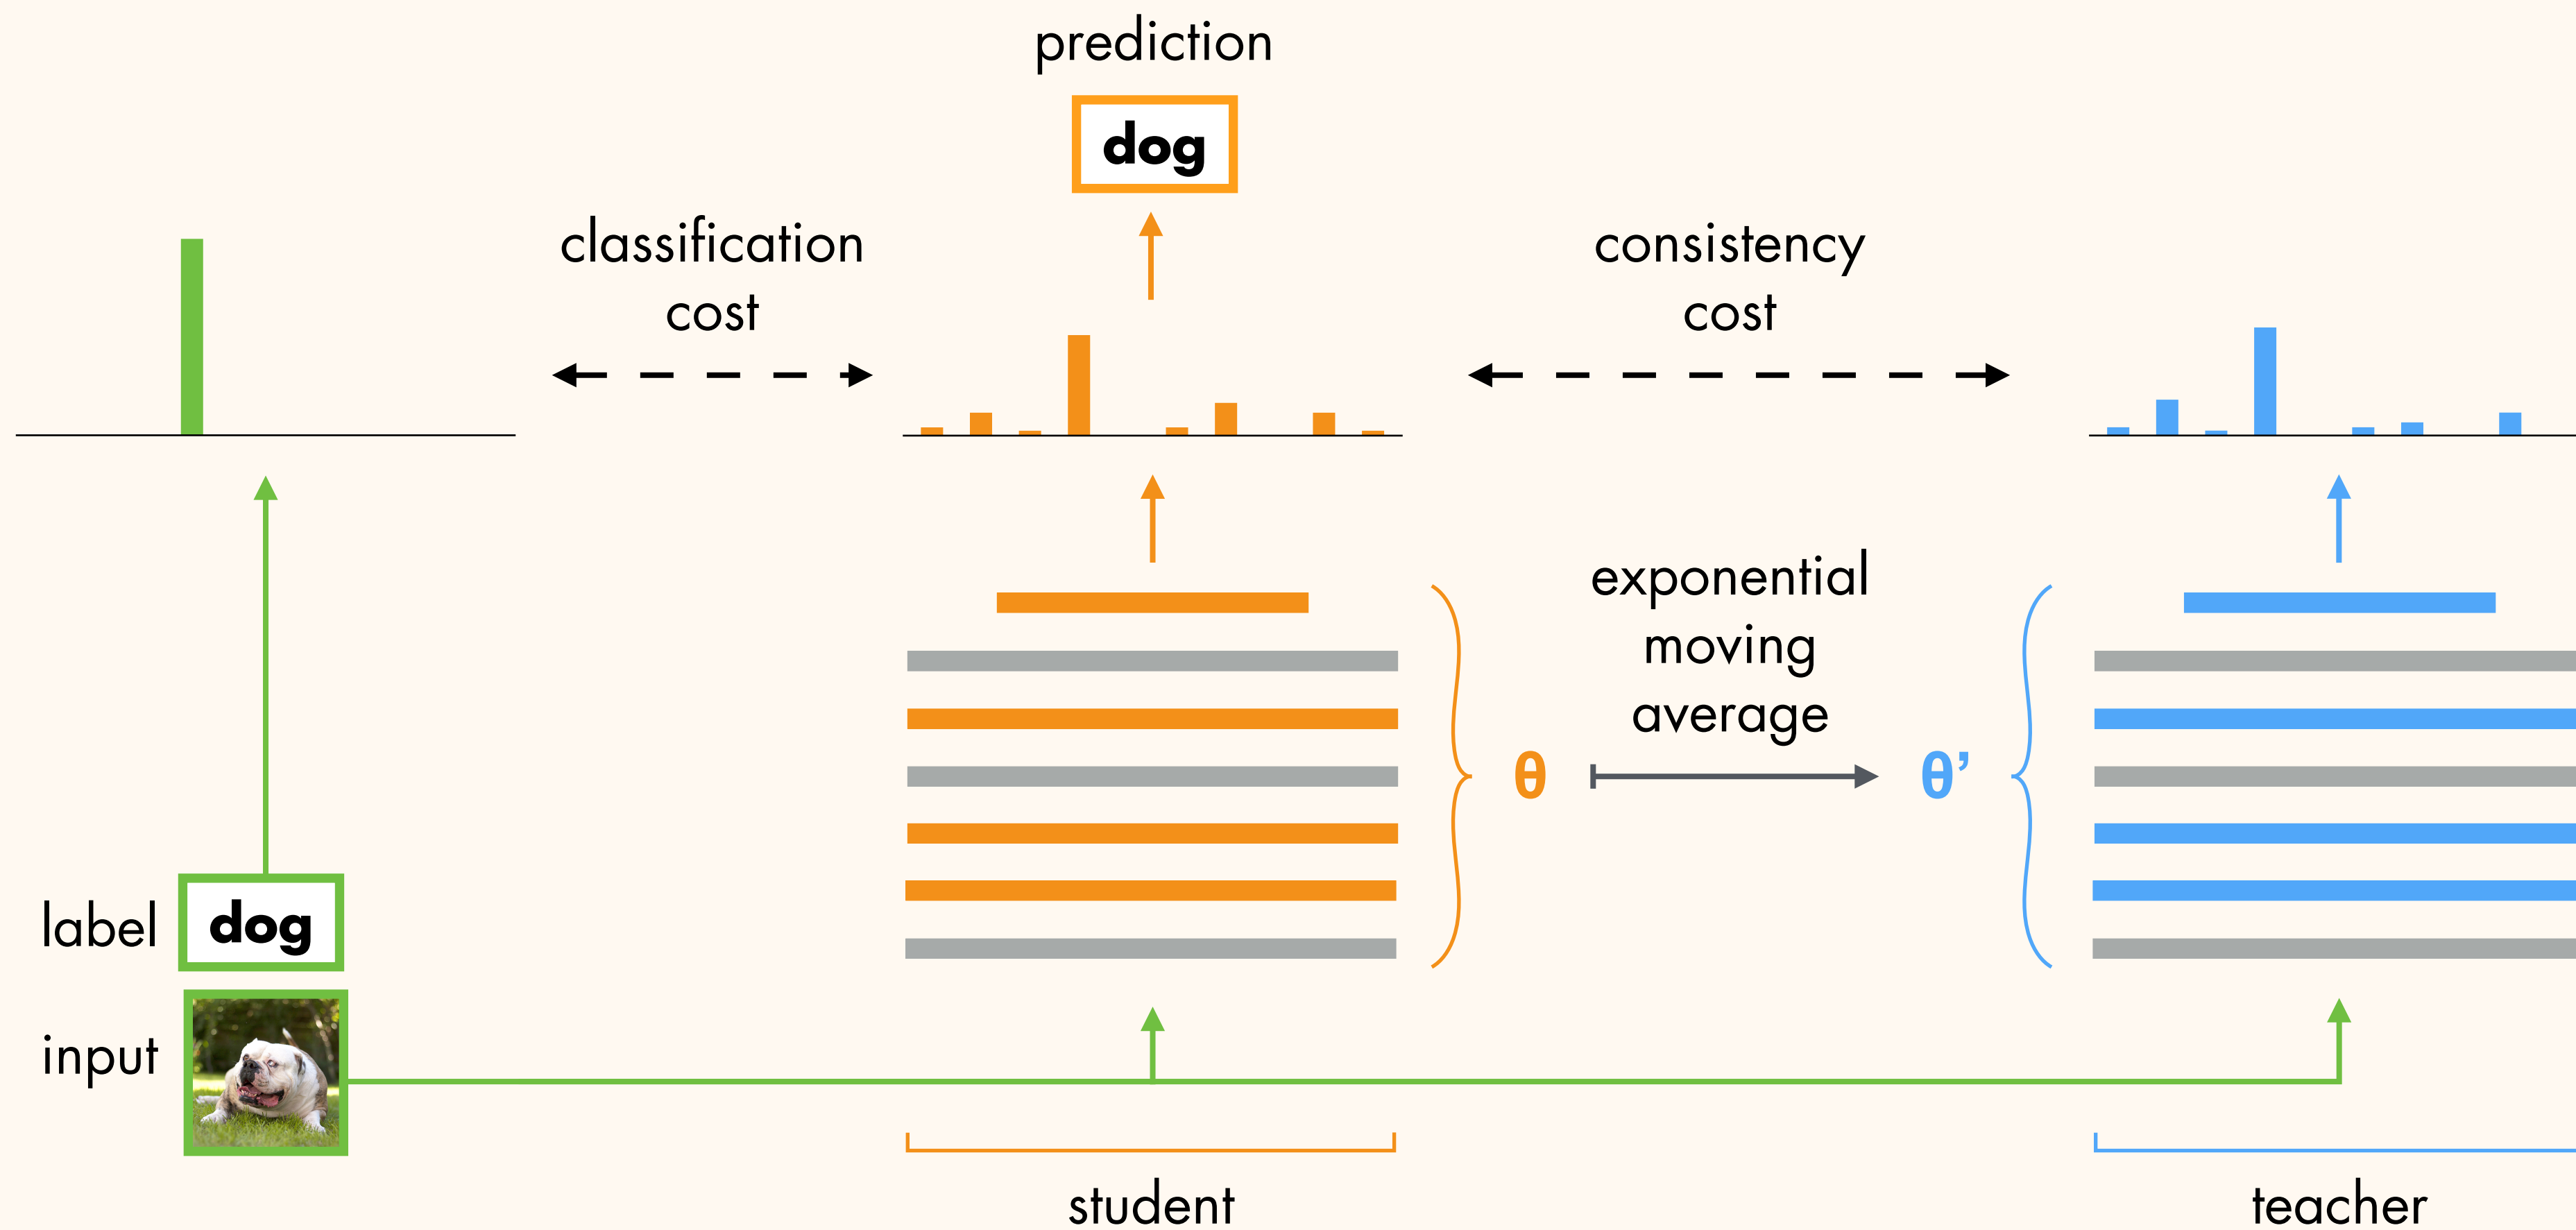 prediction
dog
classification
cost
consistency
cost
exponential
moving
average
θ
θ’
label
dog
input
student
teacher